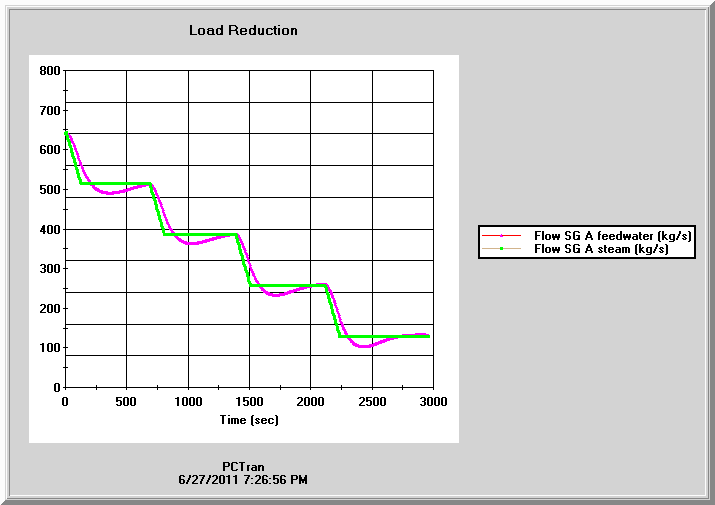 Load Reduction
800
700
600
500
400
300
200
100
0
0 500 1000 1500 2000 2500 3000
Time (sec)
Flow SG A feedwater (kg/s)
Flow SG A steam (kg/s)
PCTran
6/27/2011 7:26:56 PM